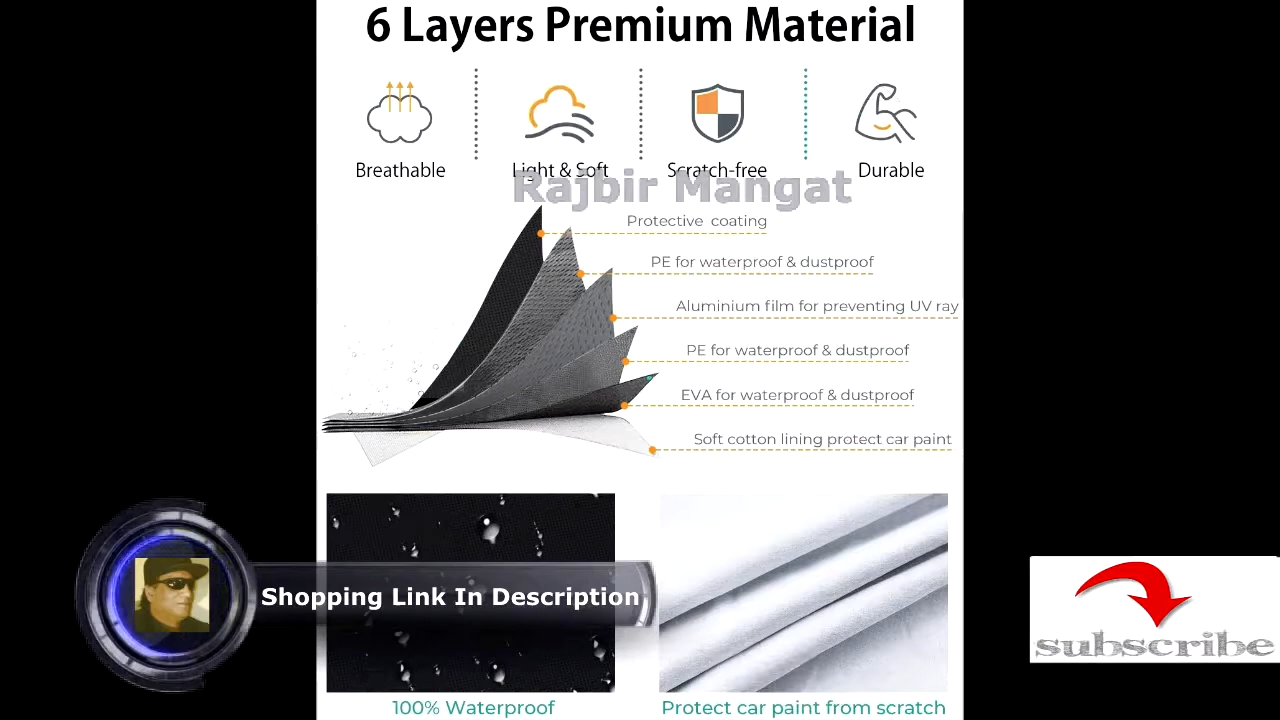 6 Layers Premium Material
Breathable
Light & Soft
Scratch-free
Durable
Rajbir Mangat
Protective coating
PE for waterproof & dustproof
Aluminium film for preventing UV ray
PE for waterproof & dustproof
EVA for waterproof & dustproof
Soft cotton lining protect car paint
Shopping Link In Description
subscribe
100% Waterproof
Protect car paint from scratch